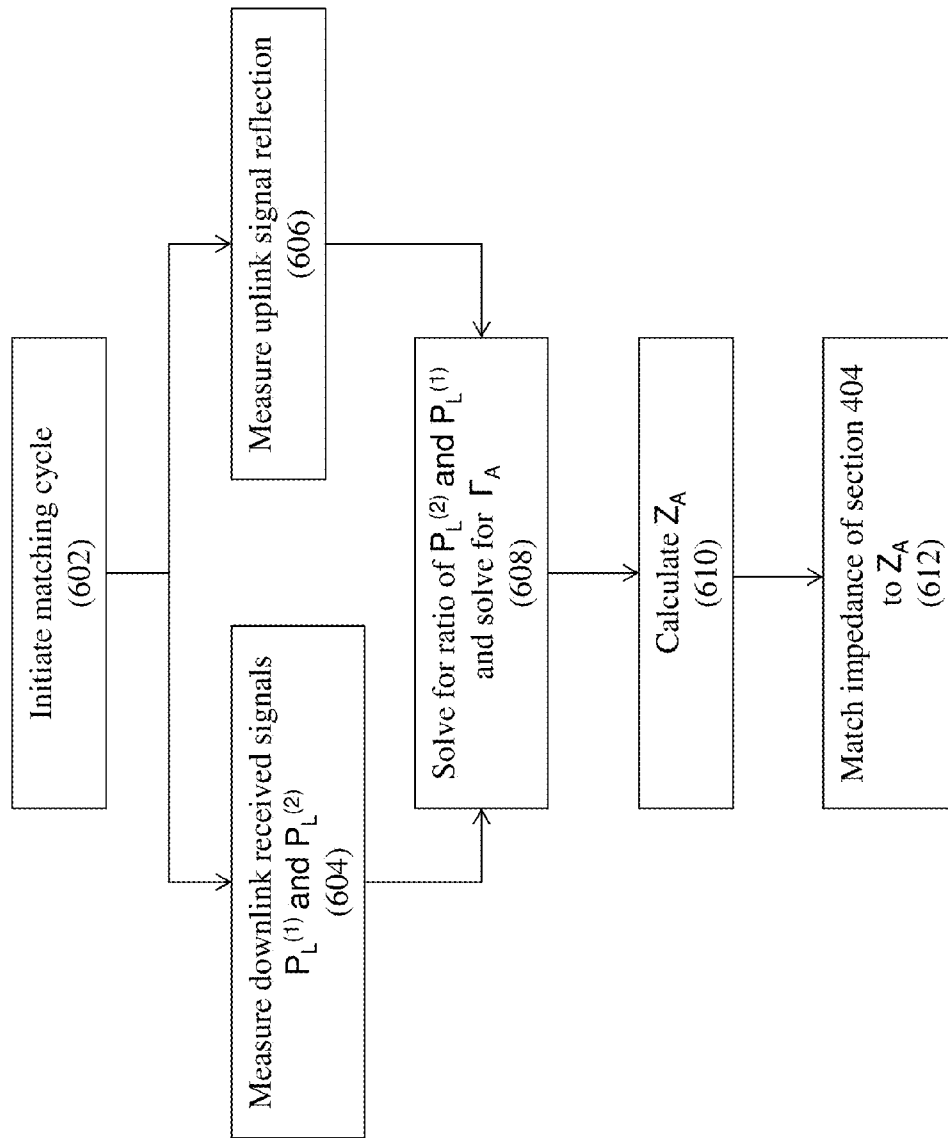 Initiate matching cycle
(602)
Measure downlink received signals
P_L^(1) and P_L^(2)
(604)
Measure uplink signal reflection
(606)
Solve for ratio of P_L^(2) and P_L^(1)
and solve for Γ_A
(608)
Calculate Z_A
(610)
Match impedance of section 404
to Z_A
(612)